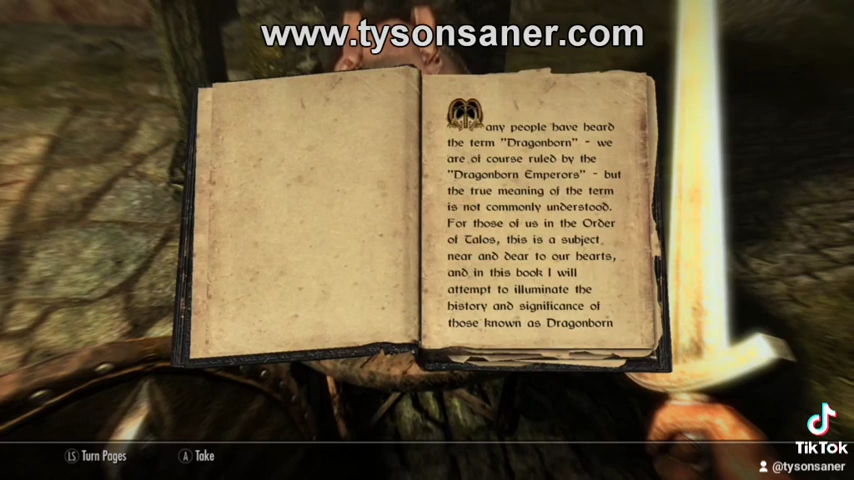 www.tysonsaner.com
Many people have heard
the term "Dragonborn" - we
are of course ruled by the
"Dragonborn Emperors" - but
the true meaning of the term
is not commonly understood.
For those of us in the Order
of Talos, this is a subject
near and dear to our hearts,
and in this book I will
attempt to illuminate the
history and significance of
those known as Dragonborn
LS Turn Pages
A Take
TikTok
@tysonsaner